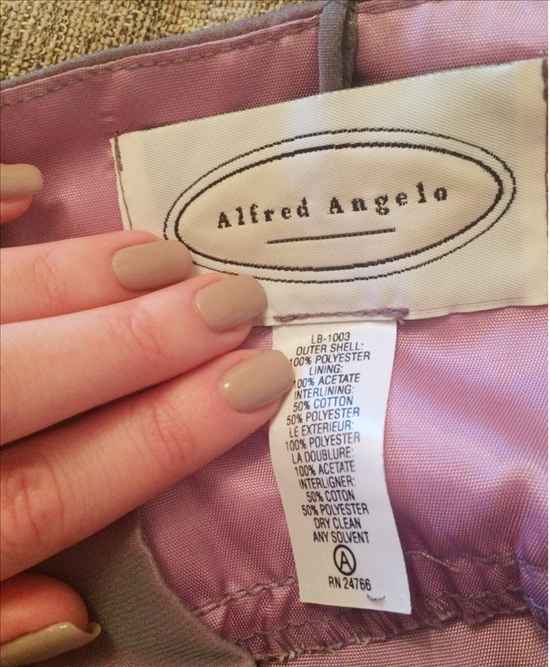 Alfred Angelo
LB-1003
OUTER SHELL:
100% POLYESTER
LINING:
100% ACETATE
INTERLINING:
50% COTTON
50% POLYESTER
LE EXTERIEUR:
100% POLYESTER
LA DOUBLURE:
100% ACETATE
INTERLIGNER:
50% COTON
50% POLYESTER
DRY CLEAN
ANY SOLVENT
A
RN 24766